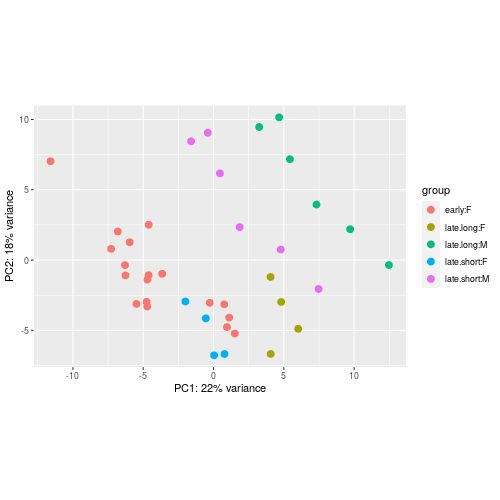 10
5
0
-5
PC2: 18% variance
-10
-5
0
5
10
PC1: 22% variance
group
early:F
late.long:F
late.long:M
late.short:F
late.short:M